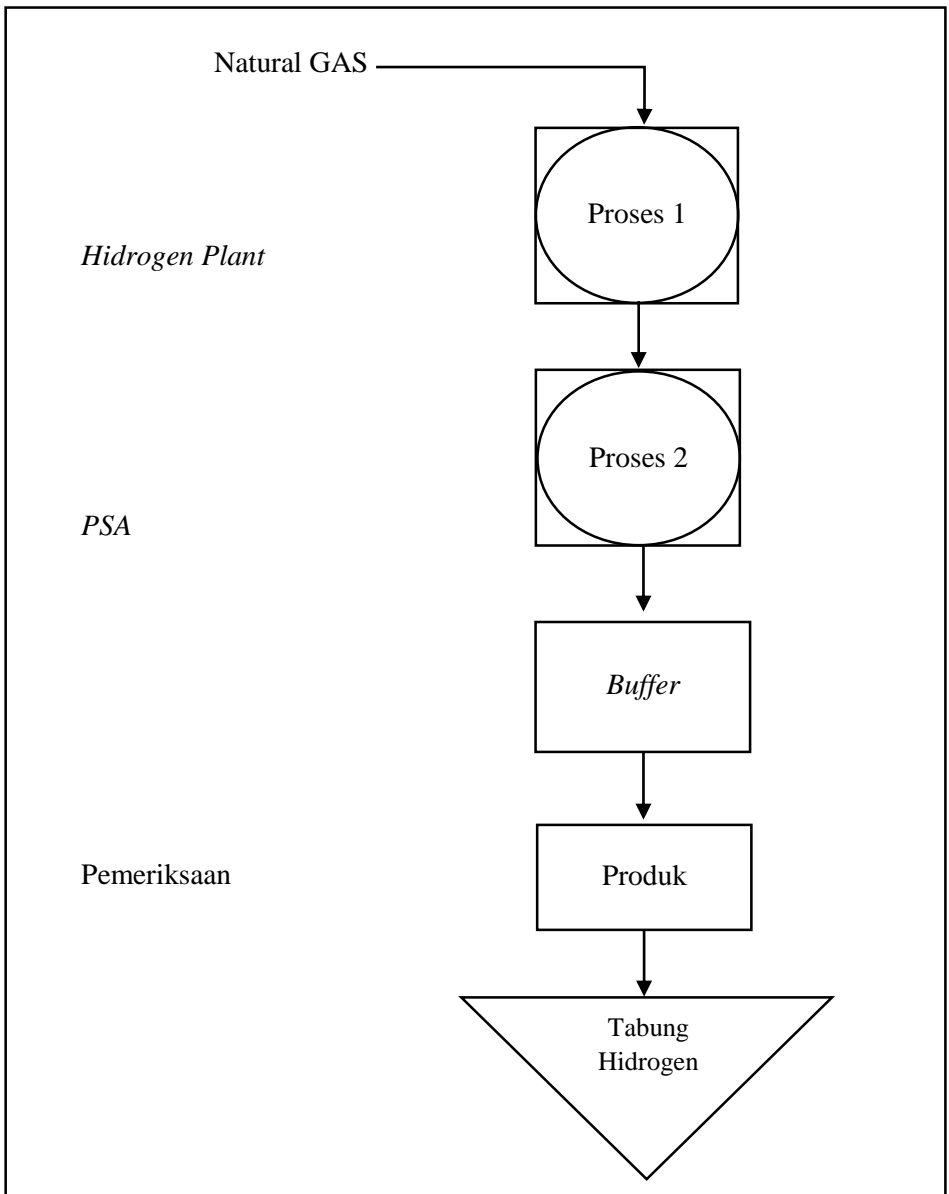 Natural GAS
Proses 1
Hidrogen Plant
Proses 2
PSA
Buffer
Pemeriksaan
Produk
Tabung
Hidrogen